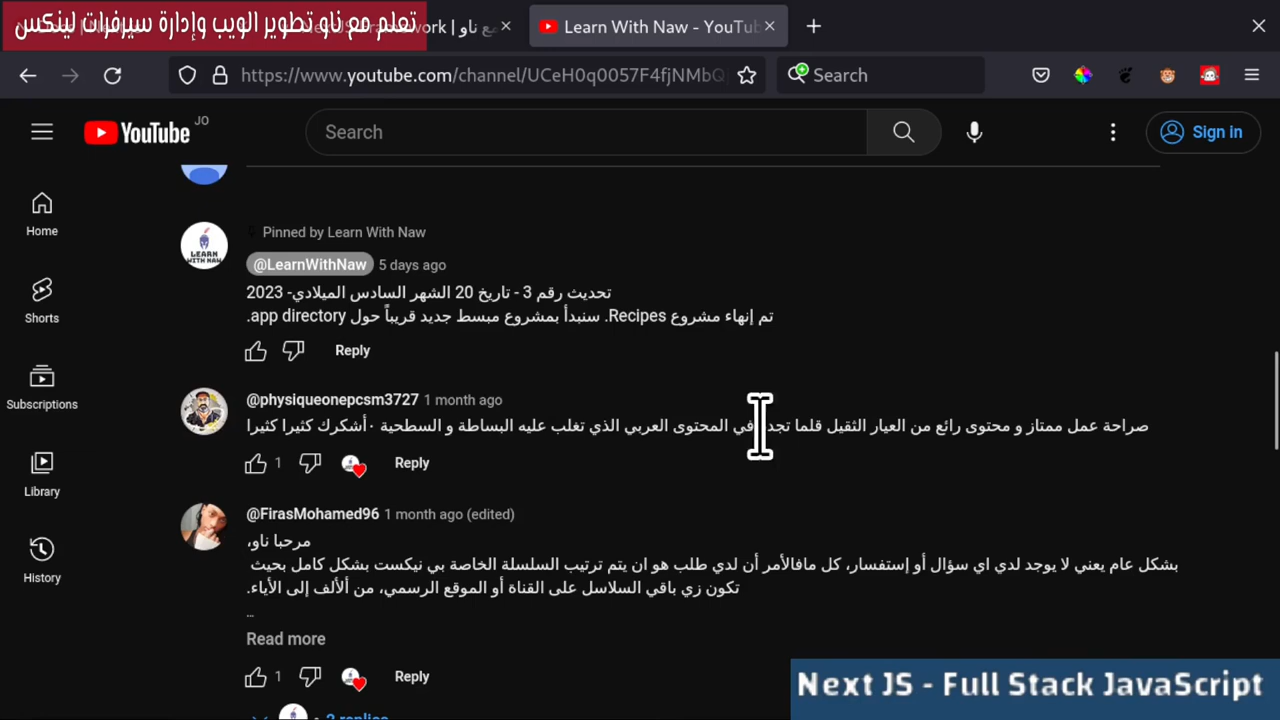 تعلم مع ناو تطوير الويب وإدارة سيرفرات لينكس
Learn With Naw - YouTub
https://www.youtube.com/channel/UCeH0q0057F4fjNMbQ
Search
YouTube
JO
Search
Sign in
Home
Shorts
Subscriptions
Library
History
Pinned by Learn With Naw
@LearnWithNaw 5 days ago
تحديث رقم 3 - تاريخ 20 الشهر السادس الميلادي- 2023
تم إنهاء مشروع Recipes. سنبدأ بمشروع مبسط جديد قريباً حول app directory.
Reply
@physiqueonepcsm3727 1 month ago
صراحة عمل ممتاز و محتوى رائع من العيار الثقيل قلما في المحتوى العربي الذي تغلب عليه البساطة و السطحية ٠أشكرك كثيرا كثيرا
1
Reply
@FirasMohamed96 1 month ago (edited)
مرحبا ناو،
بشكل عام يعني لا يوجد لدي اي سؤال أو إستفسار، كل مافالأمر أن لدي طلب هو ان يتم ترتيب السلسلة الخاصة بي نيكست بشكل كامل بحيث
تكون زي باقي السلاسل على القناة أو الموقع الرسمي، من ألألف إلى الأياء.
...
Read more
1
Reply
Next JS - Full Stack JavaScript